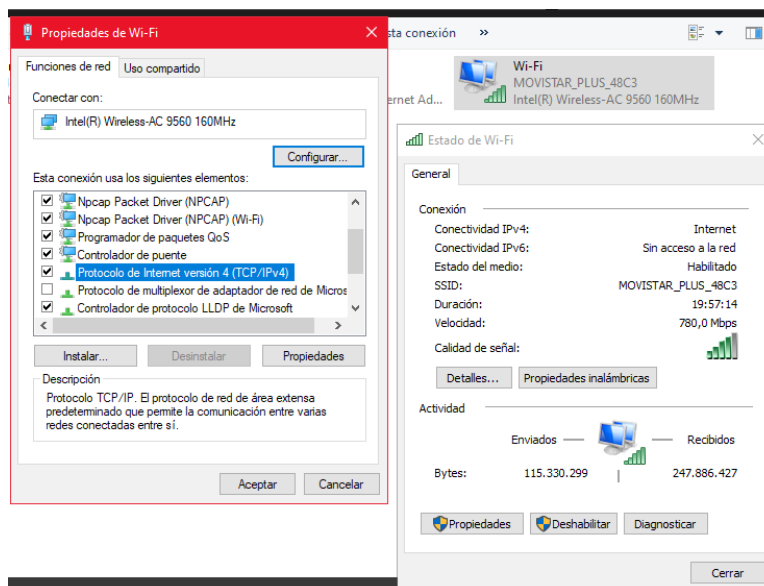 Propiedades de Wi-Fi
Funciones de red
Uso compartido
Conectar con:
Intel(R) Wireless-AC 9560 160MHz
Configurar...
Esta conexión usa los siguientes elementos:
Npcap Packet Driver (NPCAP)
Npcap Packet Driver (NPCAP) (Wi-Fi)
Programador de paquetes QoS
Controlador de puente
Protocolo de Internet versión 4 (TCP/IPv4)
Protocolo de multiplexor de adaptador de red de Micros
Controlador de protocolo LLDP de Microsoft
Instalar...
Desinstalar
Propiedades
Descripción
Protocolo TCP/IP. El protocolo de red de área extensa
predeterminado que permite la comunicación entre varias
redes conectadas entre sí.
Aceptar
Cancelar
sta conexión »
ernet Ad...
Wi-Fi
MOVISTAR_PLUS_48C3
Intel(R) Wireless-AC 9560 160MHz
Estado de Wi-Fi
General
Conexión
Conectividad IPv4: Internet
Conectividad IPv6: Sin acceso a la red
Estado del medio: Habilitado
SSID: MOVISTAR_PLUS_48C3
Duración: 19:57:14
Velocidad: 780,0 Mbps
Calidad de señal:
Detalles...
Propiedades inalámbricas
Actividad
Enviados — — Recibidos
Bytes: 115.330.299 | 247.886.427
Propiedades
Deshabilitar
Diagnosticar
Cerrar